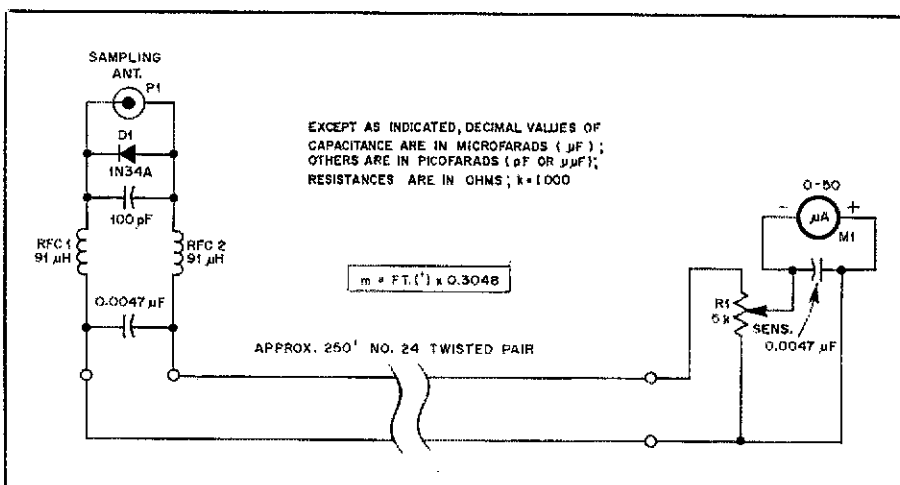 SAMPLING
ANT.
P1
D1
1N34A
100 pF
RFC 1
91 µH
RFC 2
91 µH
0.0047 µF
EXCEPT AS INDICATED, DECIMAL VALUES OF
CAPACITANCE ARE IN MICROFARADS ( µF ) ;
OTHERS ARE IN PICOFARADS ( pF OR µµF);
RESISTANCES ARE IN OHMS ; k=1000
m = FT.(') x 0.3048
APPROX. 250' NO. 24 TWISTED PAIR
0-50
- µA +
M1
R1
5 k
SENS.
0.0047 µF